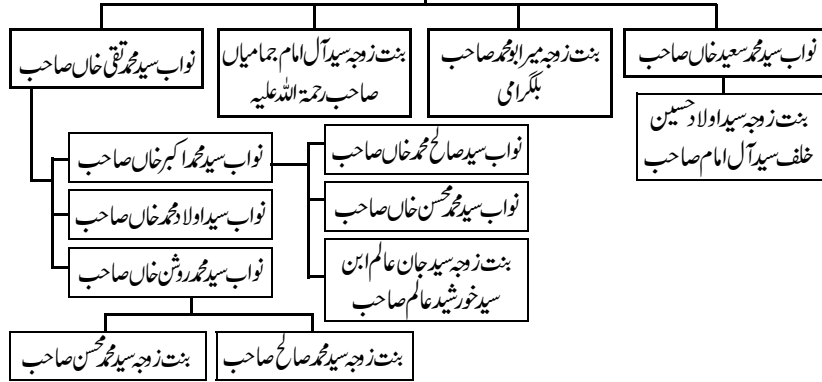 نواب سید محمد سعید خاں صاحب
بنت زوجہ میر ابو محمد صاحب
بلگرامی
بنت زوجہ سید آل امام جما میاں
صاحب رحمۃ اللہ علیہ
نواب سید محمد تقی خاں صاحب
بنت زوجہ سید اولاد حسین
خلف سید آل امام صاحب
نواب سید محمد اکبر خاں صاحب
نواب سید اولاد محمد خاں صاحب
نواب سید محمد روشن خاں صاحب
نواب سید صالح محمد خاں صاحب
نواب سید محمد محسن خاں صاحب
بنت زوجہ سید جان عالم ابن
سید خورشید عالم صاحب
بنت زوجہ سید محمد صالح صاحب
بنت زوجہ سید محمد محسن صاحب